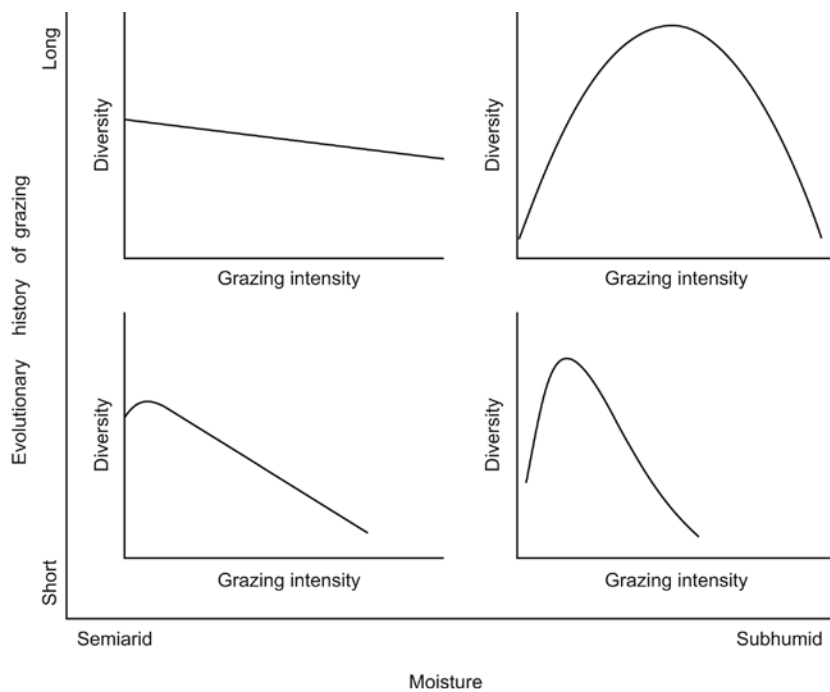 Long
Evolutionary history of grazing
Short
Diversity
Grazing intensity
Diversity
Grazing intensity
Diversity
Grazing intensity
Diversity
Grazing intensity
Semiarid
Subhumid
Moisture